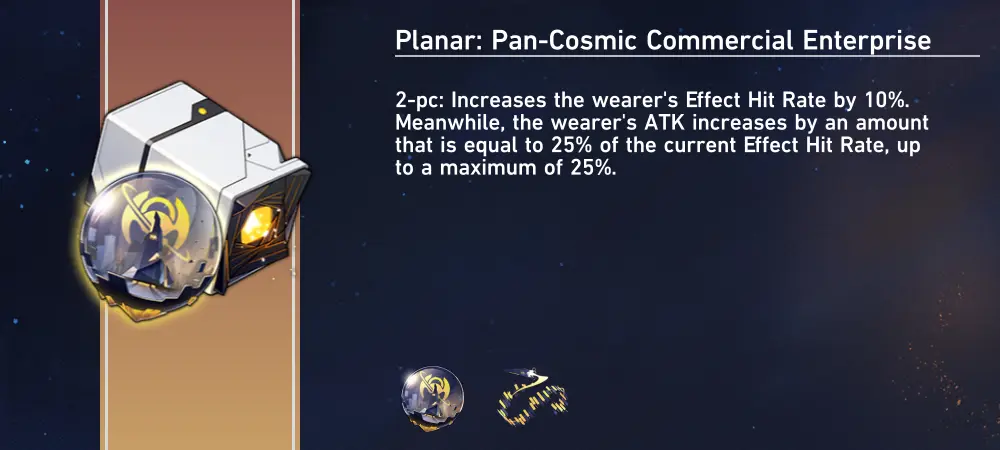 Planar: Pan-Cosmic Commercial Enterprise
2-pc: Increases the wearer's Effect Hit Rate by 10%.
Meanwhile, the wearer's ATK increases by an amount
that is equal to 25% of the current Effect Hit Rate, up
to a maximum of 25%.